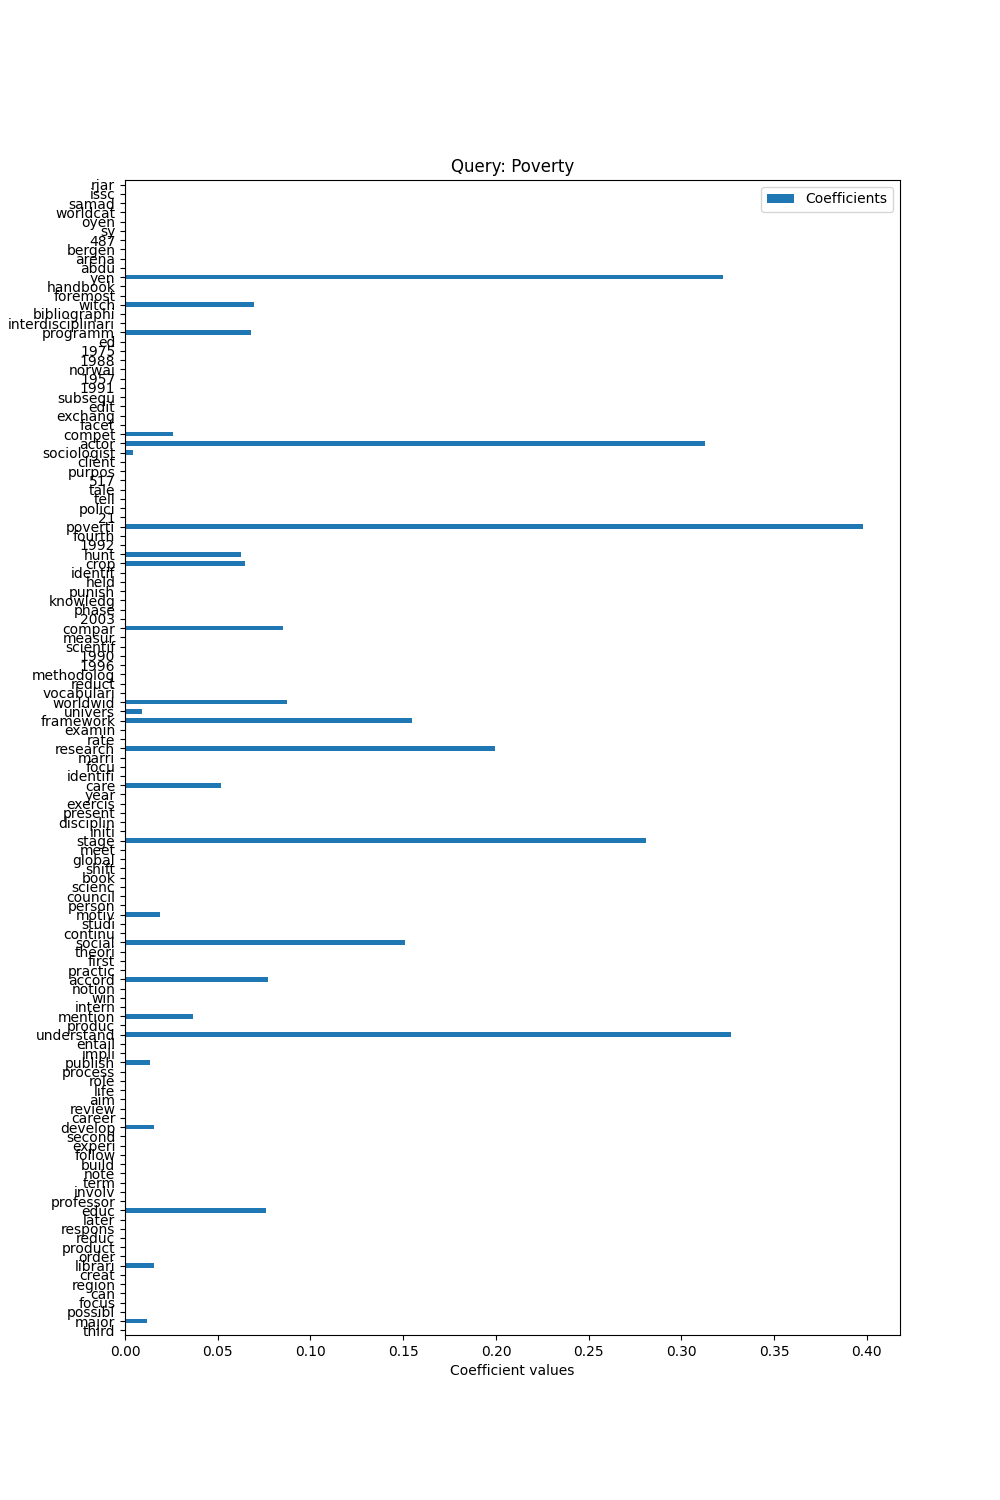 Query: Poverty
Coefficients
rjar
issc
samad
worldcat
oyen
sy
487
bergen
arena
abdu
yen
handbook
foremost
witch
bibliographi
interdisciplinari
programm
ed
1975
1988
norwai
1957
1991
subsequ
edit
exchang
facet
compet
actor
sociologist
client
purpos
517
tale
tell
polici
21
poverti
fourth
1992
hunt
crop
identit
held
punish
knowledg
phase
2003
compar
measur
scientif
1990
1996
methodolog
reduct
vocabulari
worldwid
univers
framework
examin
rate
research
marri
focu
identifi
care
year
exercis
present
disciplin
initi
stage
meet
global
shift
book
scienc
council
person
motiv
studi
continu
social
theori
first
practic
accord
notion
win
intern
mention
produc
understand
entail
impli
publish
process
role
life
aim
review
career
develop
second
experi
follow
build
note
term
involv
professor
educ
later
respons
reduc
product
order
librari
creat
region
can
focus
possibl
major
third
0.00 0.05 0.10 0.15 0.20 0.25 0.30 0.35 0.40
Coefficient values